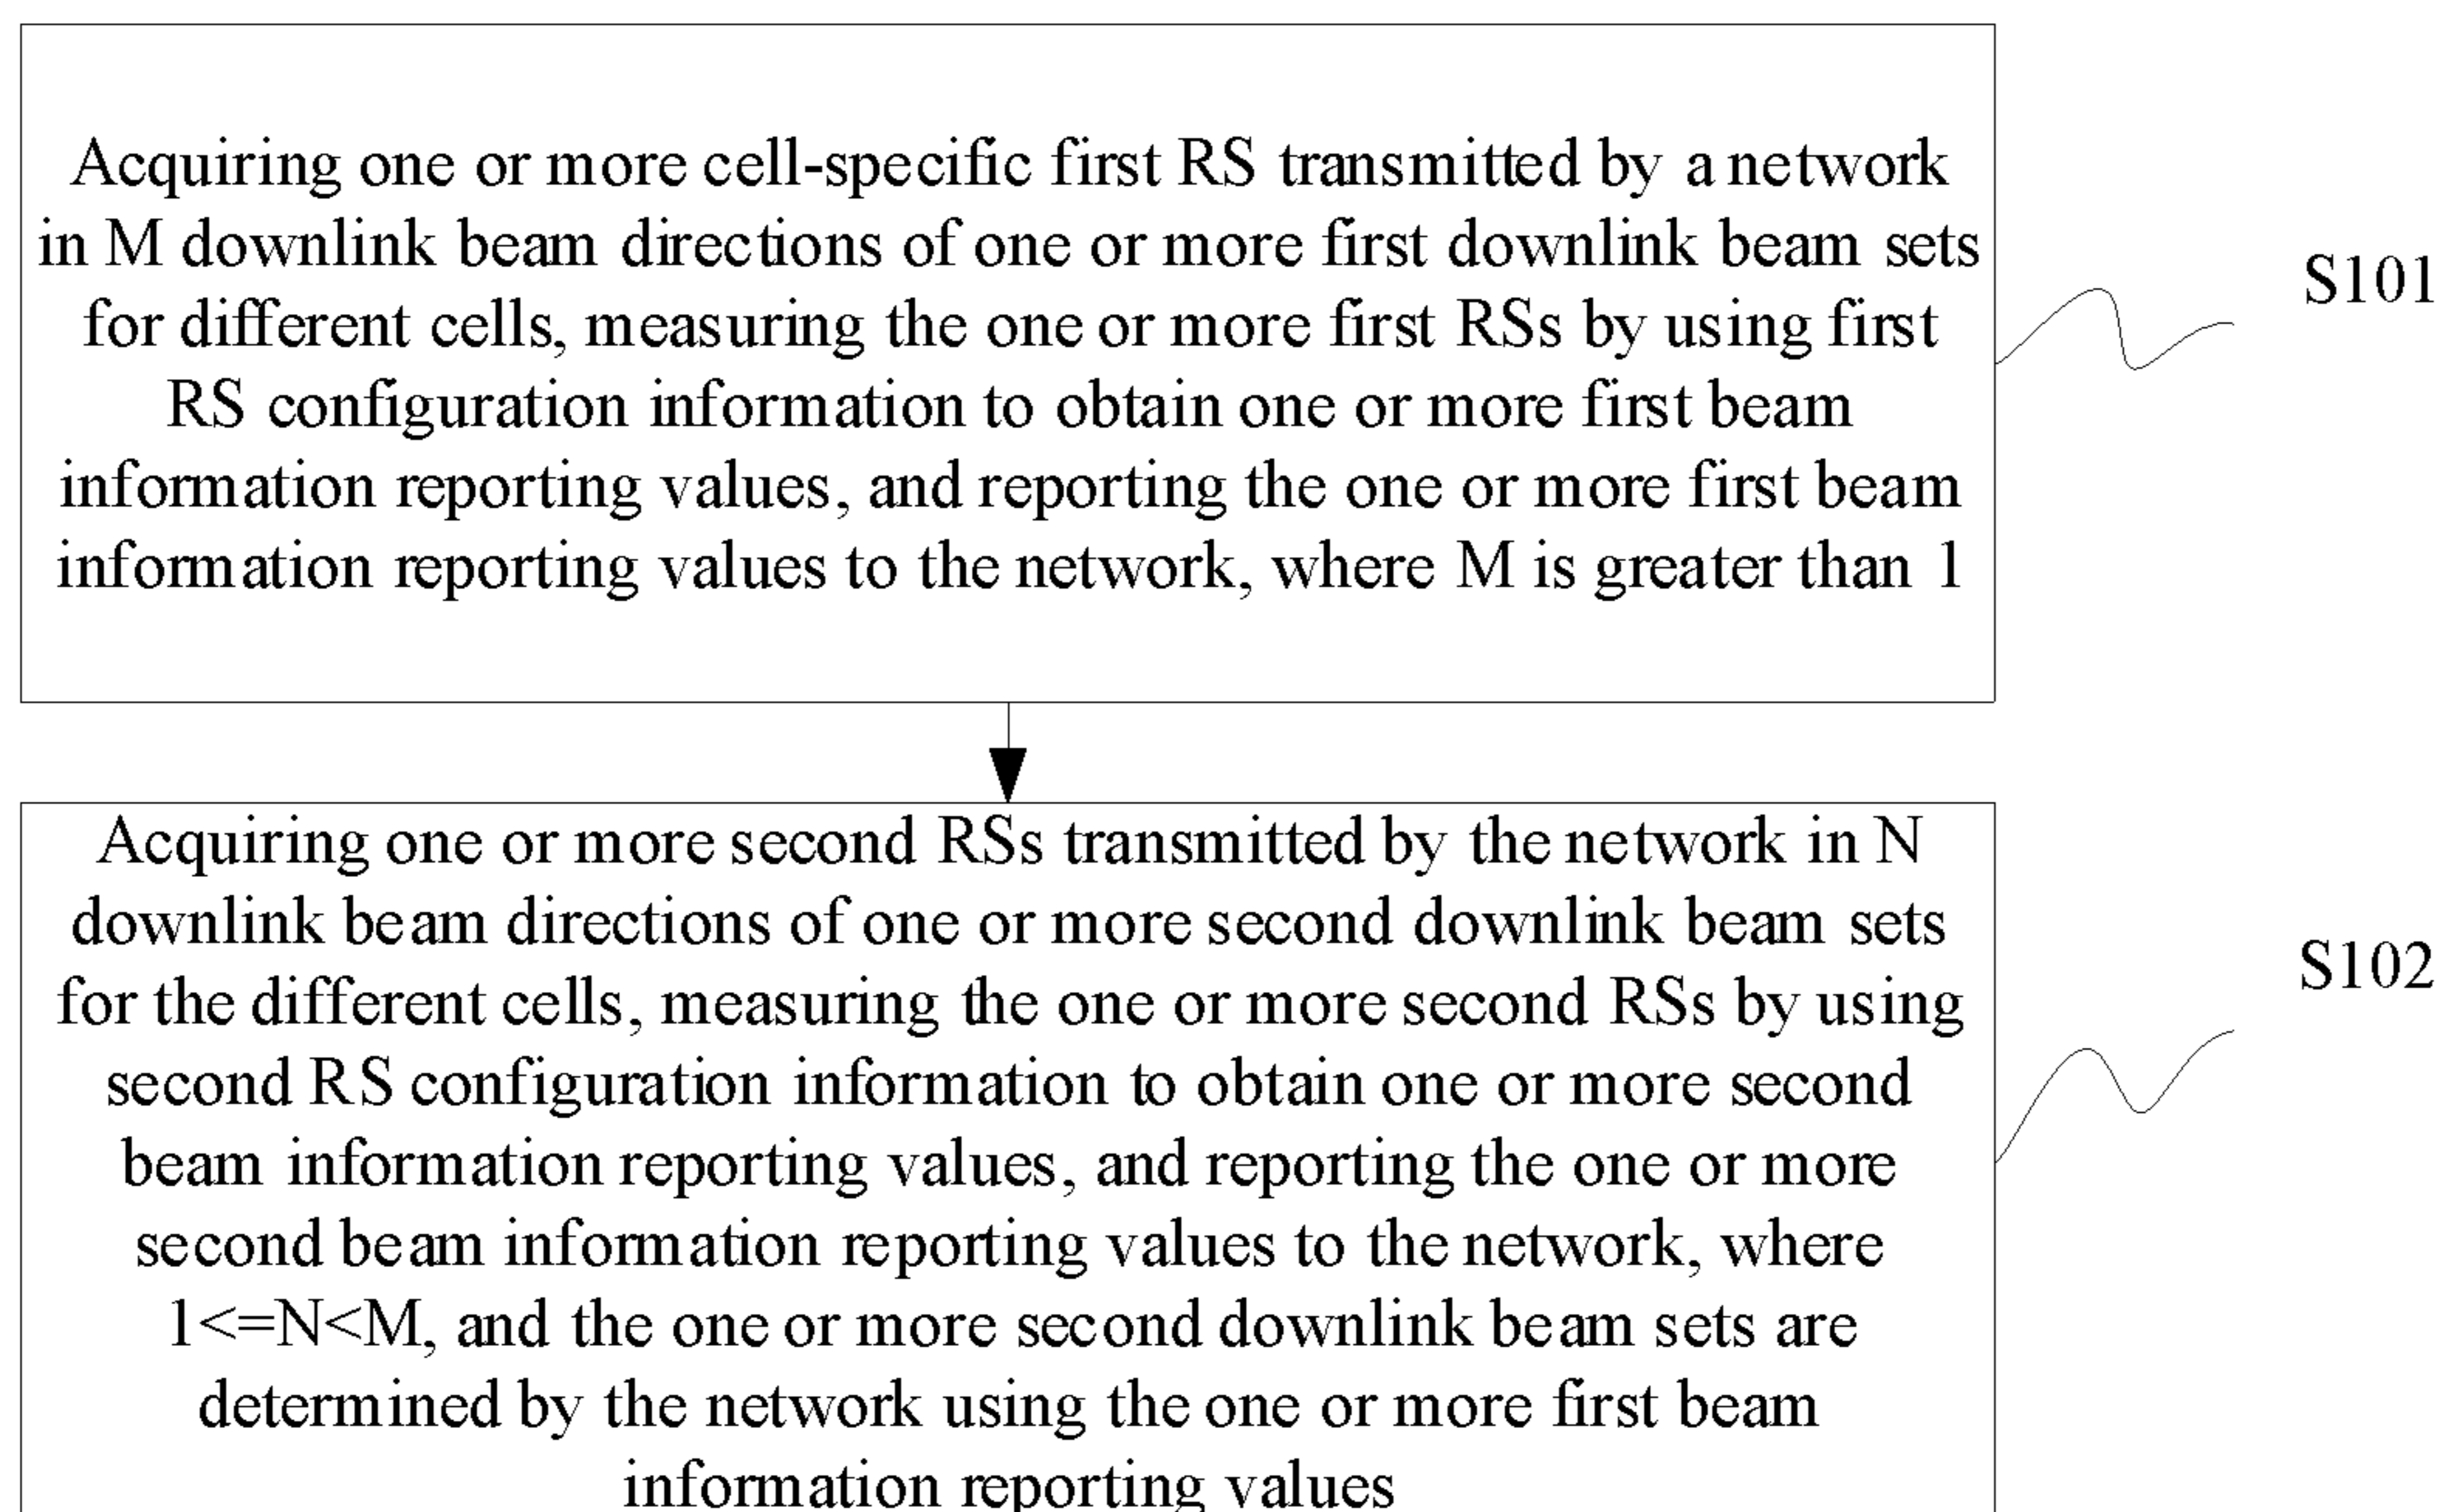 Acquiring one or more cell-specific first RS transmitted by a network
in M downlink beam directions of one or more first downlink beam sets
for different cells, measuring the one or more first RSs by using first
RS configuration information to obtain one or more first beam
information reporting values, and reporting the one or more first beam
information reporting values to the network, where M is greater than 1
S101
Acquiring one or more second RSs transmitted by the network in N
downlink beam directions of one or more second downlink beam sets
for the different cells, measuring the one or more second RSs by using
second RS configuration information to obtain one or more second
beam information reporting values, and reporting the one or more
second beam information reporting values to the network, where
1<=N<M, and the one or more second downlink beam sets are
determined by the network using the one or more first beam
information reporting values
S102